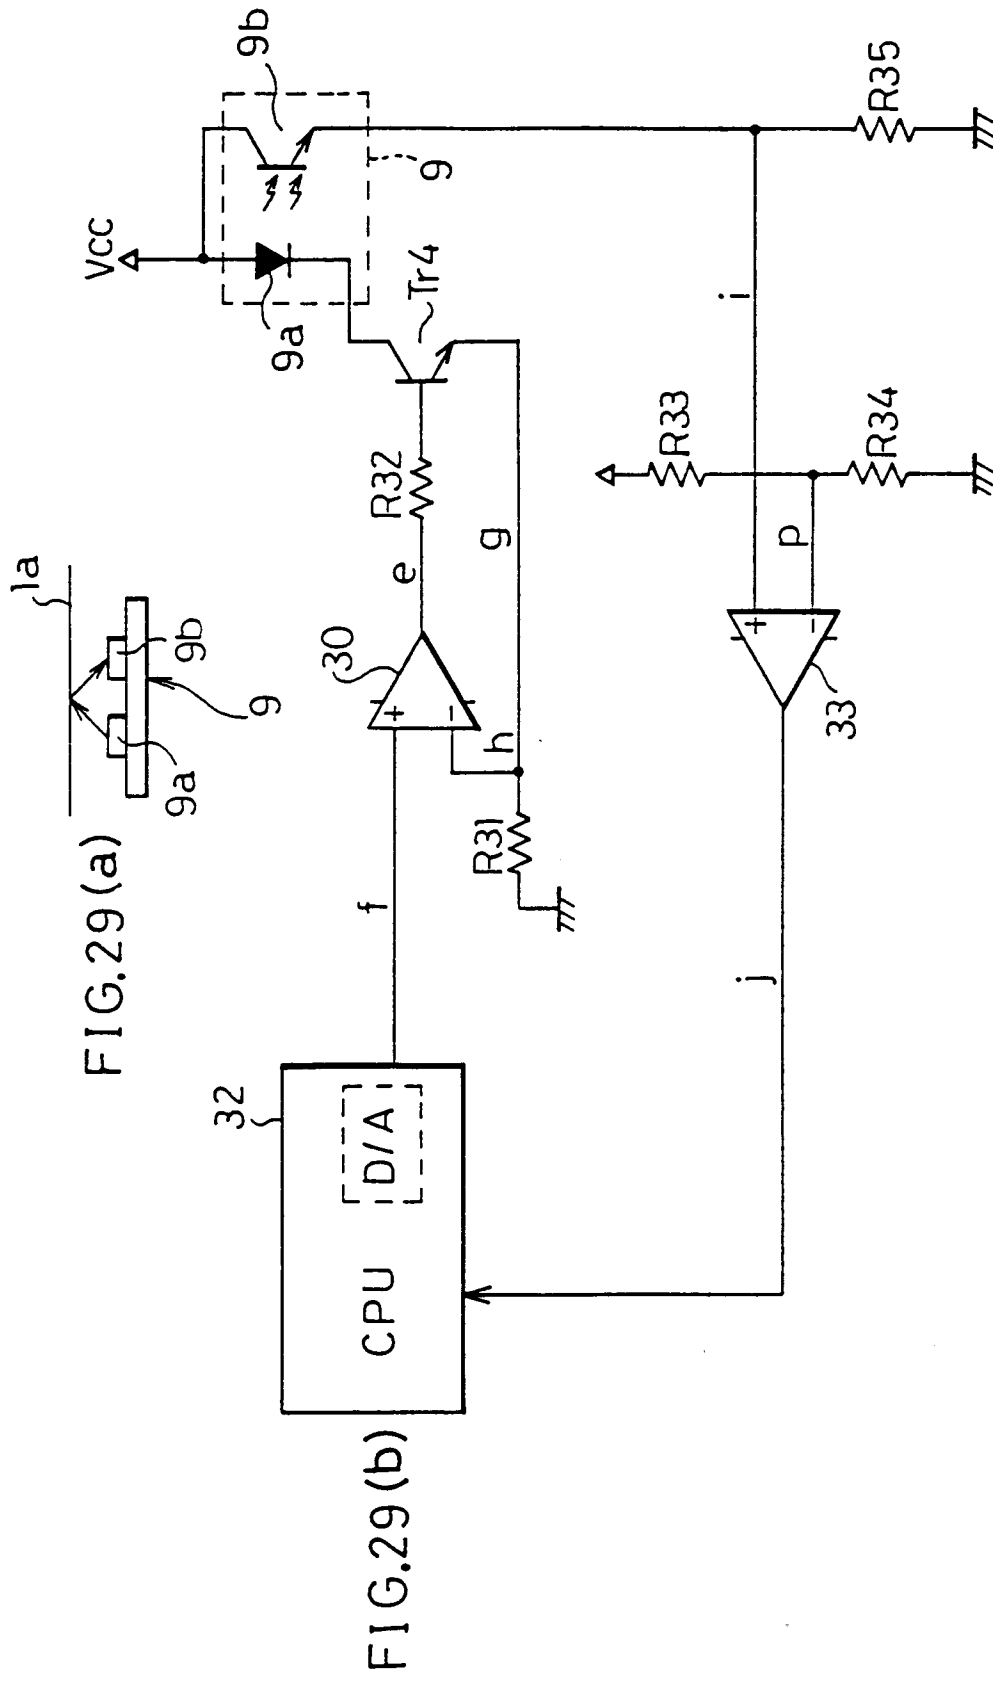 FIG.29(a)
1a
9a
9b
9
FIG.29(b)
32
CPU
D/A
f
30
+
−
h
e
g
R31
R32
Tr4
Vcc
9a
9b
9
R33
R34
R35
i
p
+
−
33
j